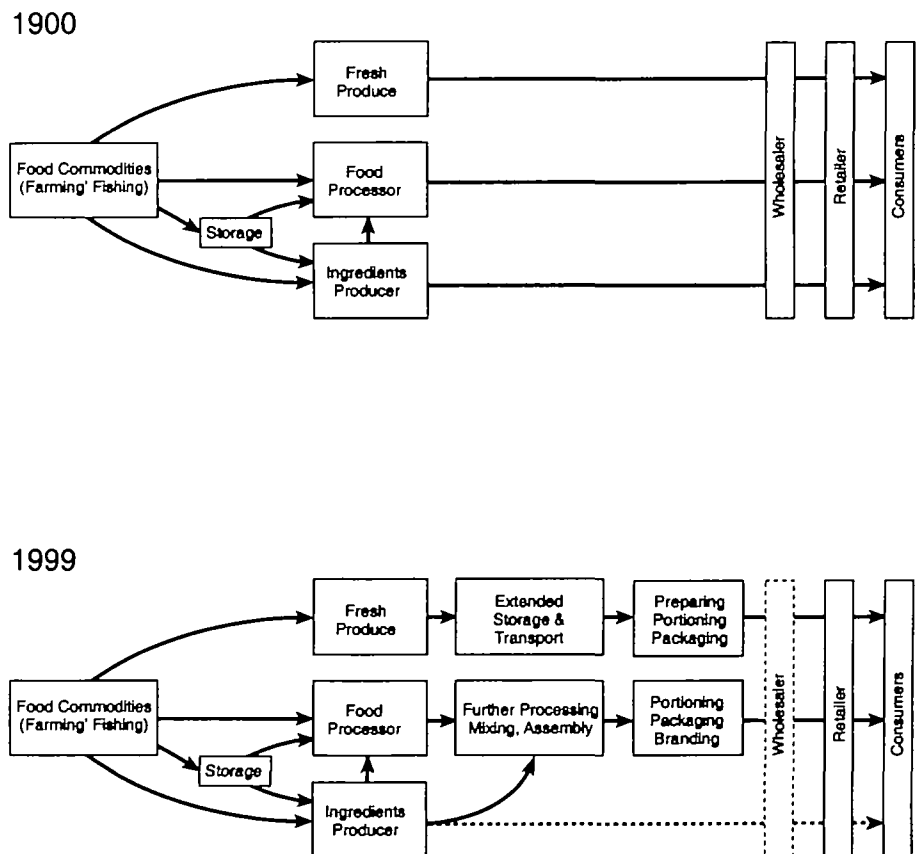 1900
Fresh
Produce
Food Commodities
(Farming' Fishing)
Food
Processor
Storage
Ingredients
Producer
Wholesaler
Retailer
Consumers
1999
Fresh
Produce
Extended
Storage &
Transport
Preparing
Portioning
Packaging
Food Commodities
(Farming' Fishing)
Food
Processor
Further Processing
Mixing, Assembly
Portioning
Packaging
Branding
Storage
Ingredients
Producer
Wholesaler
Retailer
Consumers